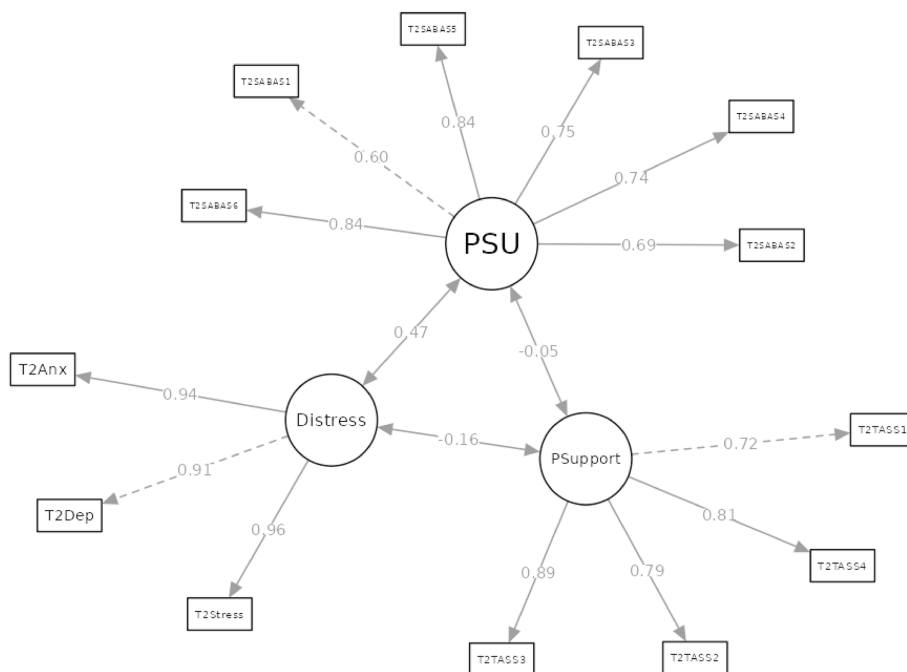 T2SABAS5
T2SABAS3
T2SABAS1
T2SABAS4
0.84
0.75
0.60
0.74
T2SABAS6
0.84
PSU
0.69
T2SABAS2
0.47
-0.05
T2Anx
0.94
Distress
-0.16
PSupport
0.72
T2TASS1
0.91
T2Dep
0.96
0.81
0.89
0.79
T2TASS4
T2Stress
T2TASS3
T2TASS2